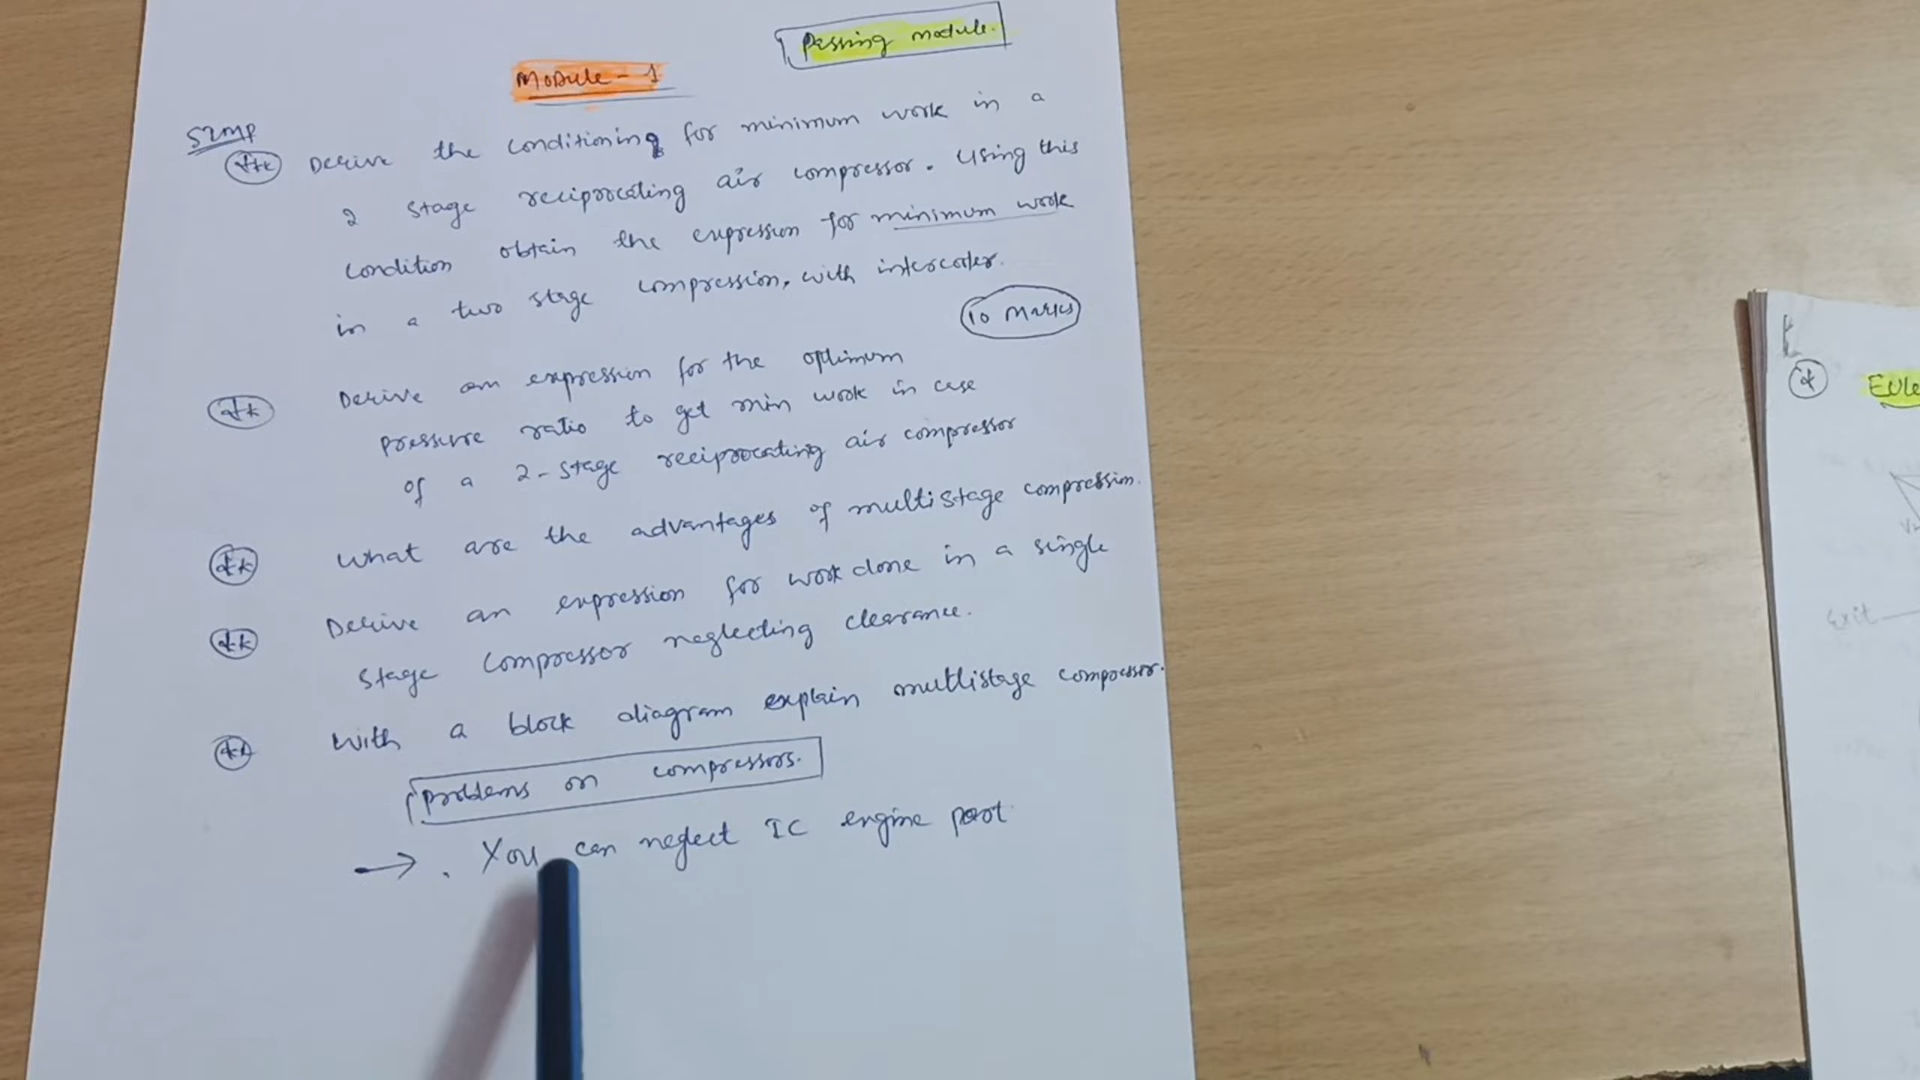 Passing module.
Module - 1
SIMP
Derive the conditioning for minimum work in a
2 stage reciprocating air compressor. Using this
condition obtain the expression for minimum work
in a two stage compression, with intercooler.
10 Marks
Derive an expression for the optimum
pressure ratio to get min work in case
of a 2-stage reciprocating air compressor
What are the advantages of multistage compression.
Derive an expression for work done in a single
stage compressor neglecting clearance.
With a block diagram explain multistage compressor.
Problems on compressors.
→ . You can neglect IC engine part
Exit